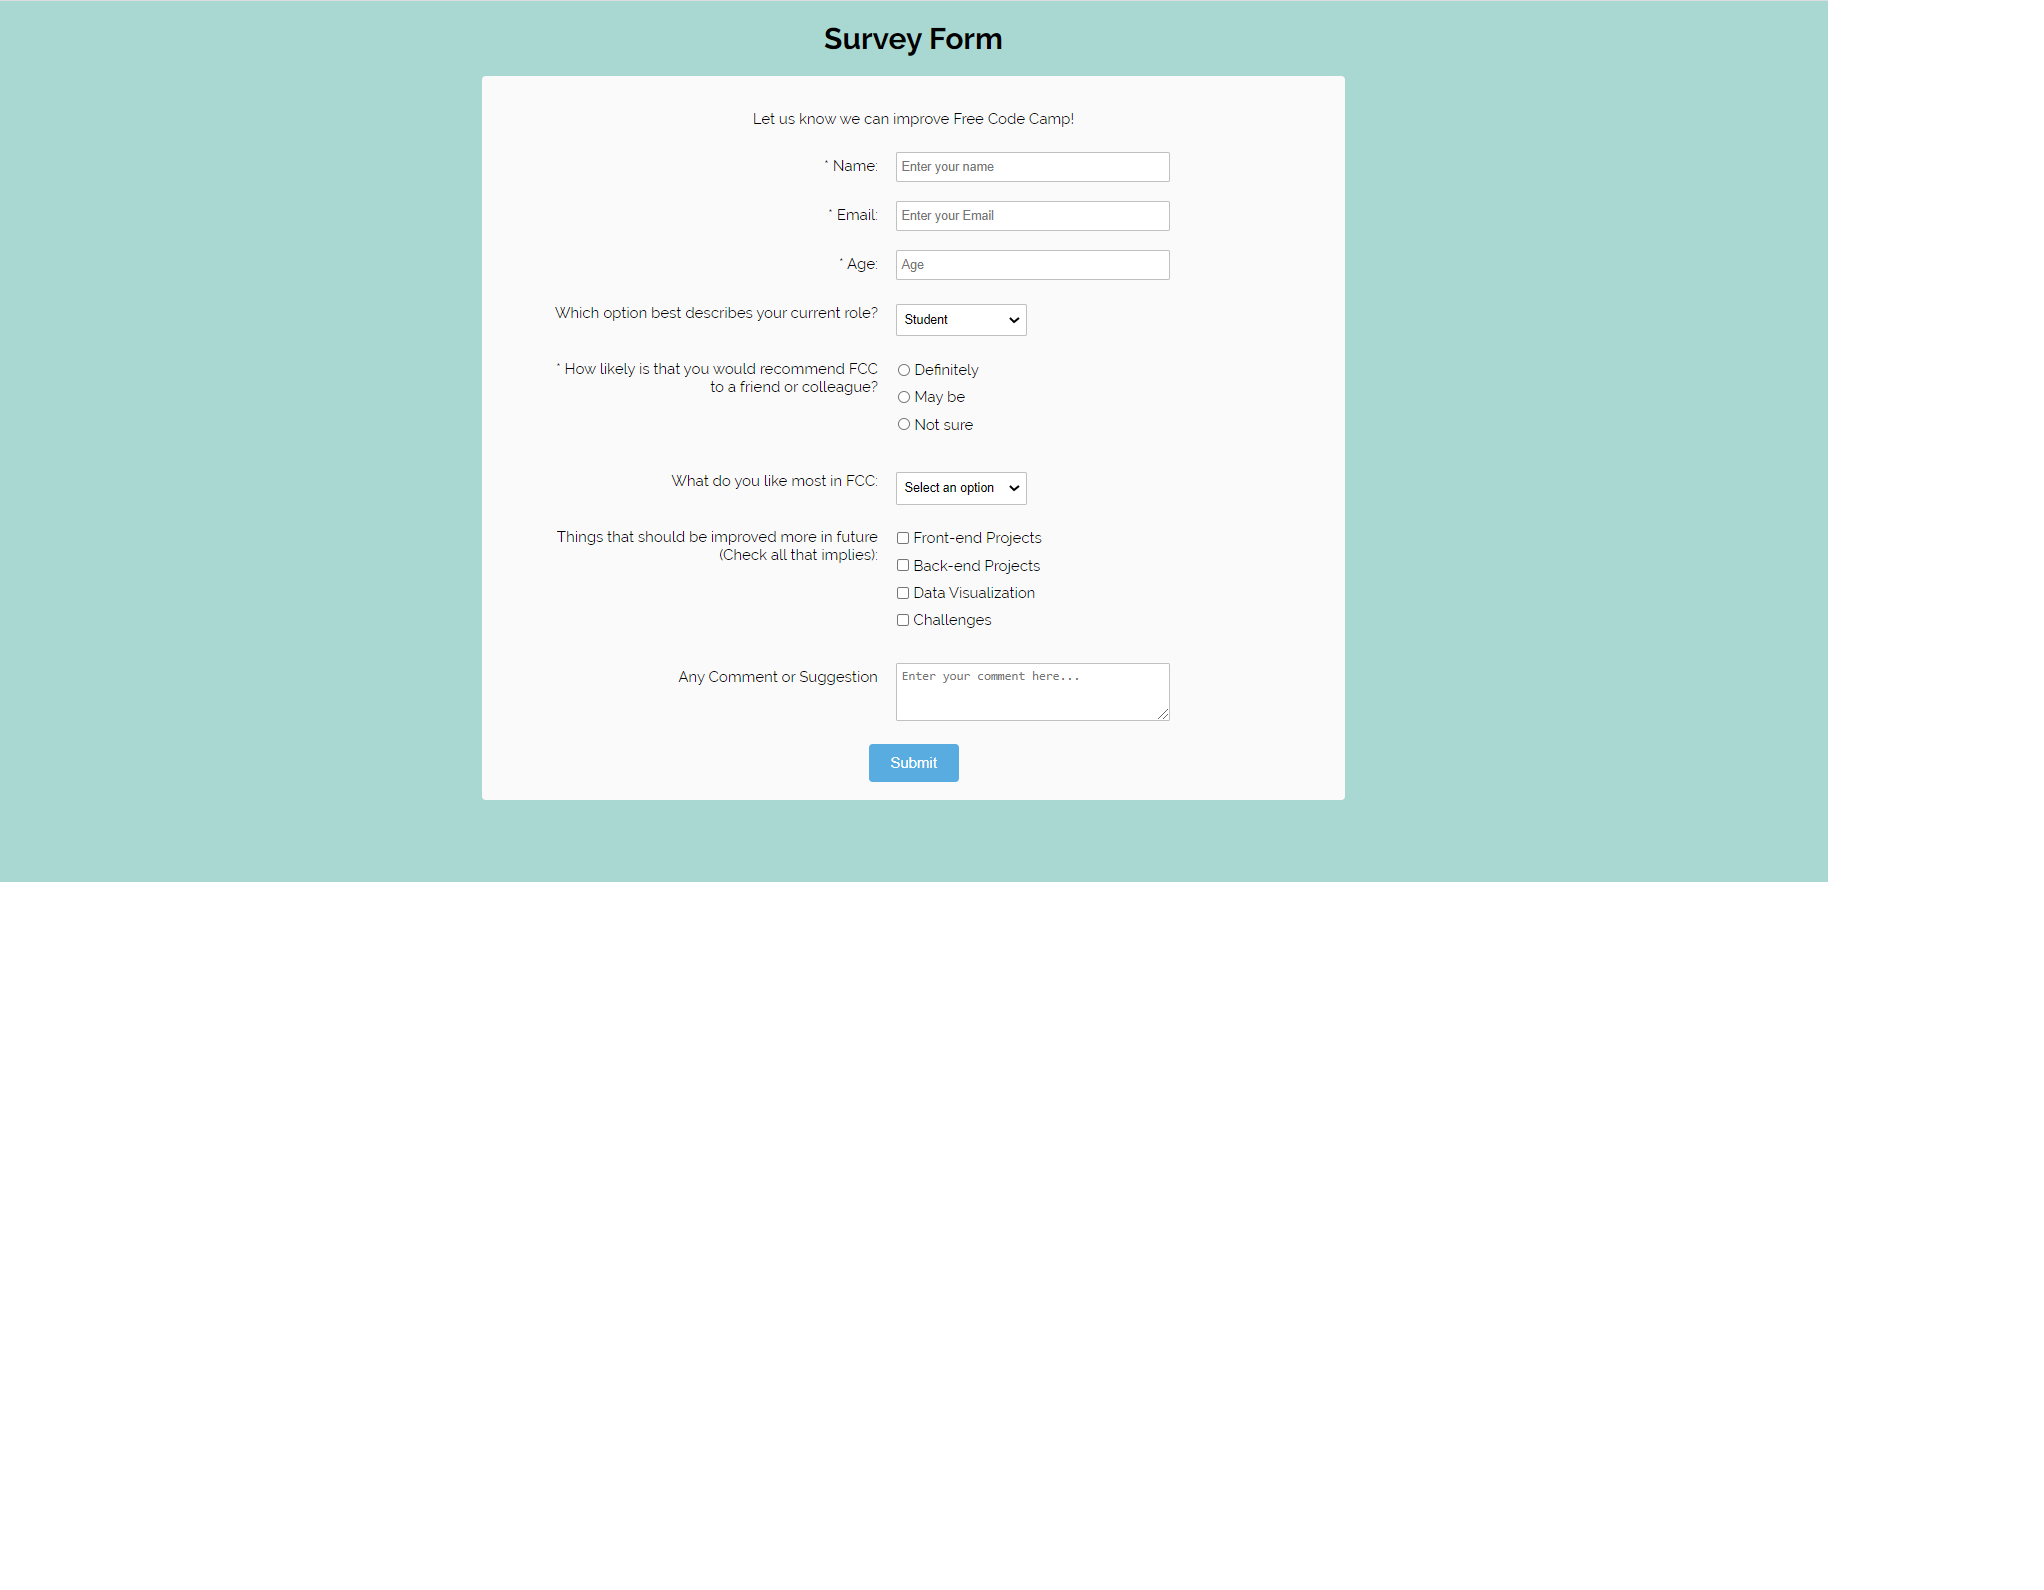 Survey Form
Let us know we can improve Free Code Camp!
* Name:
Enter your name
* Email:
Enter your Email
* Age:
Age
Which option best describes your current role?
Student
* How likely is that you would recommend FCC
to a friend or colleague?
Definitely
May be
Not sure
What do you like most in FCC:
Select an option
Things that should be improved more in future
(Check all that implies):
Front-end Projects
Back-end Projects
Data Visualization
Challenges
Any Comment or Suggestion
Enter your comment here...
Submit